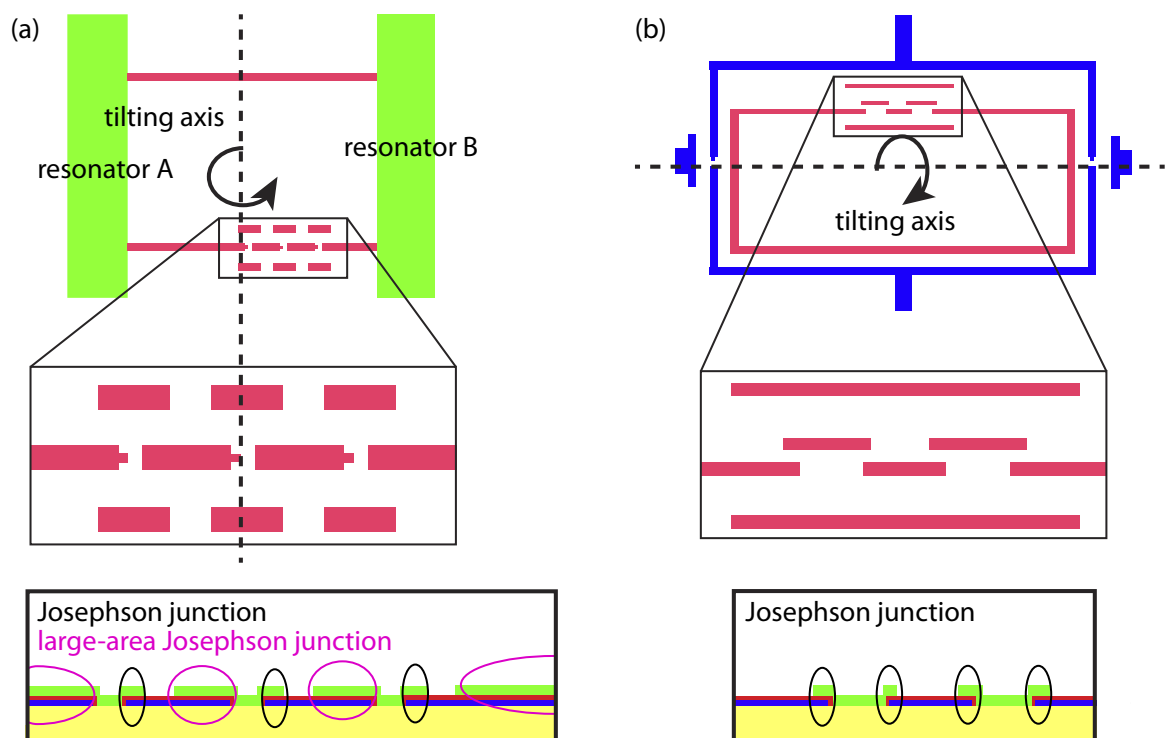 (a)
tilting axis
resonator A
resonator B
Josephson junction
large-area Josephson junction
(b)
tilting axis
Josephson junction